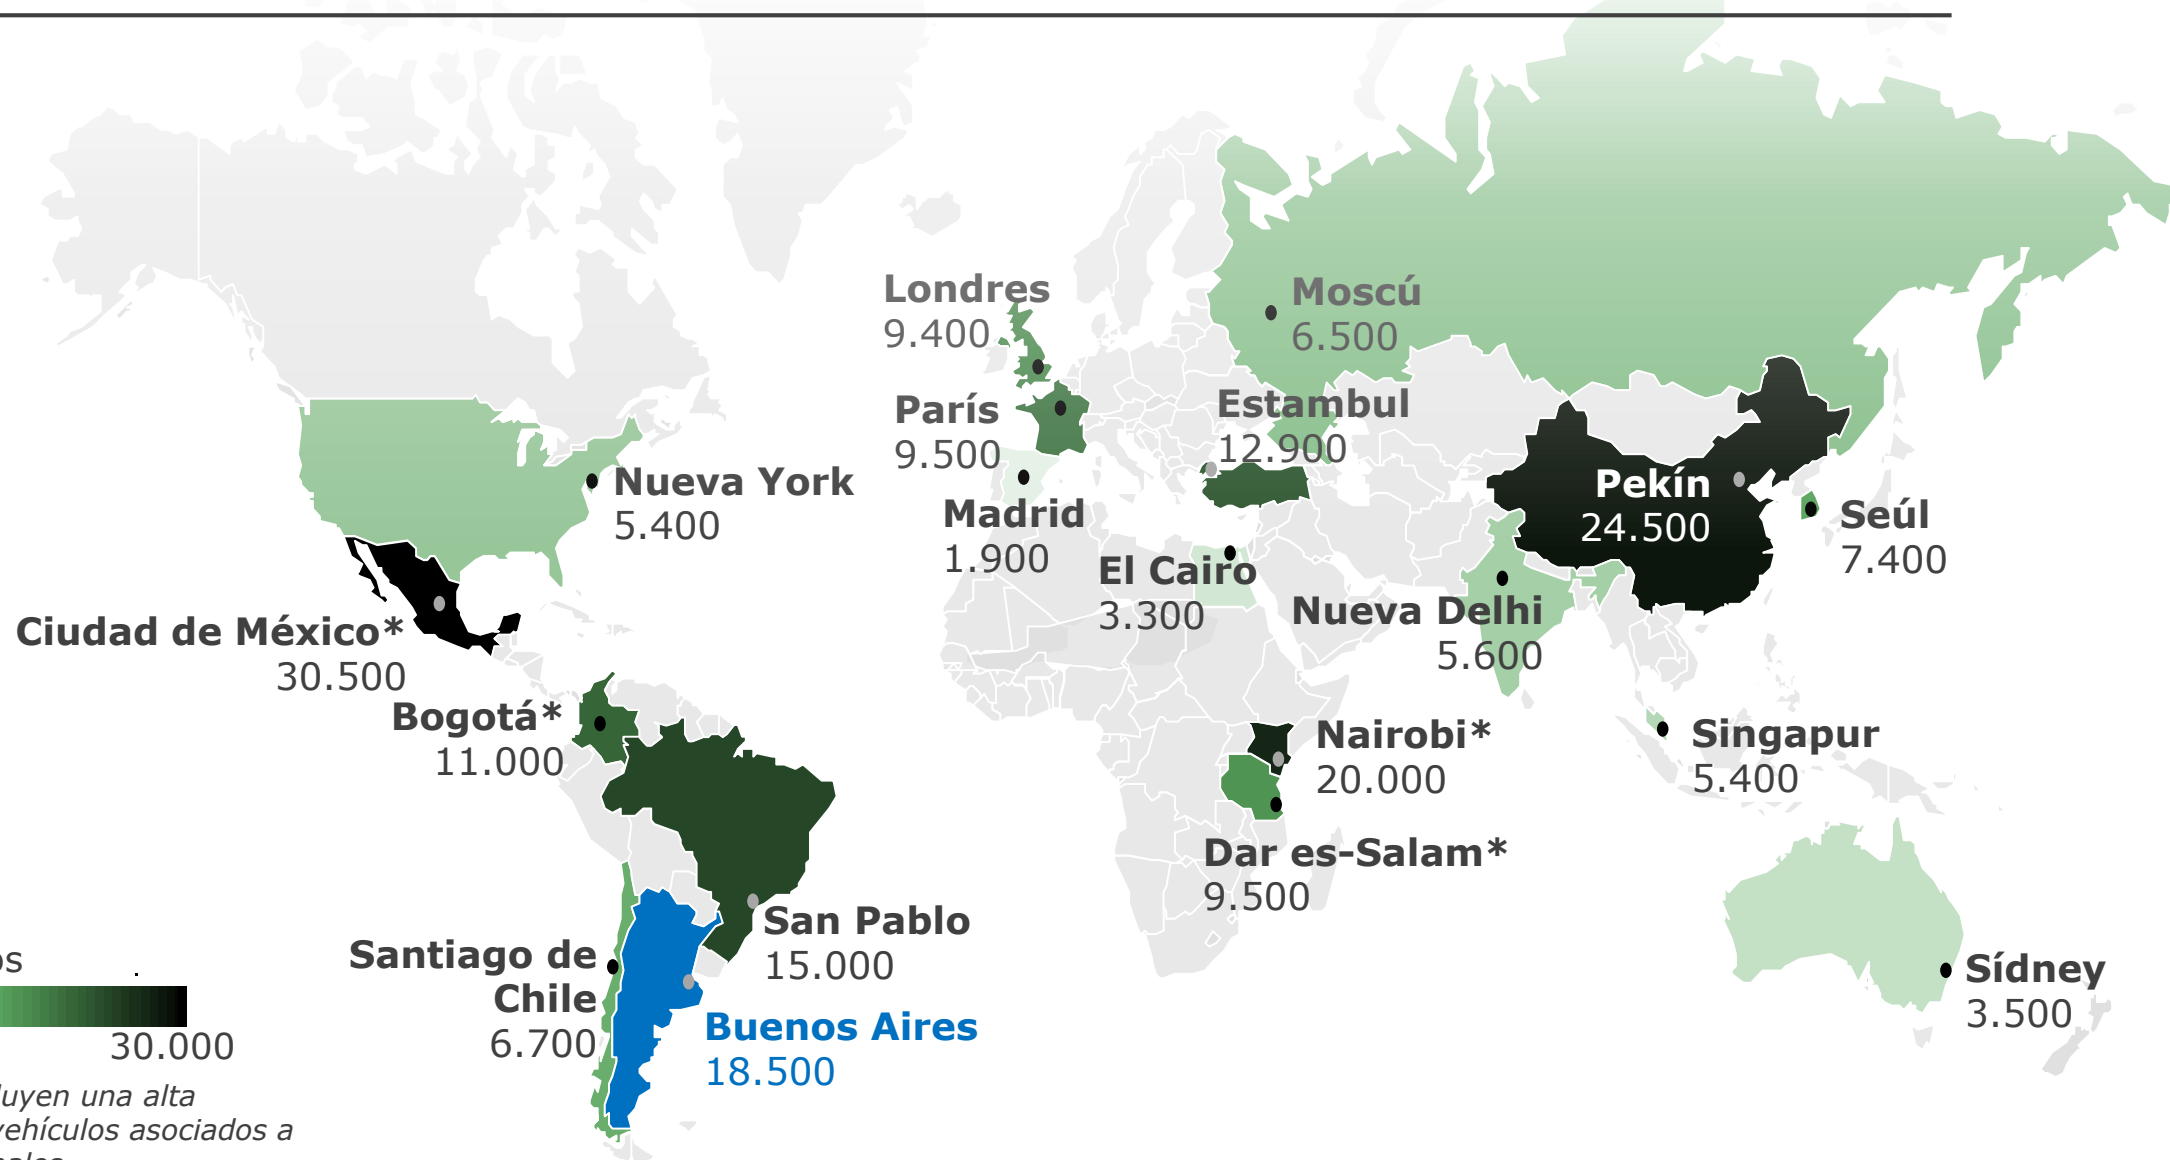 Londres
9.400
Moscú
6.500
París
9.500
Estambul
12.900
Nueva York
5.400
Madrid
1.900
El Cairo
3.300
Pekín
24.500
Seúl
7.400
Nueva Delhi
5.600
Ciudad de México*
30.500
Bogotá*
11.000
Nairobi*
20.000
Singapur
5.400
Dar es-Salam*
9.500
San Pablo
15.000
Santiago de
Chile
6.700
Buenos Aires
18.500
Sídney
3.500
30.000
una alta
vehículos asociados a